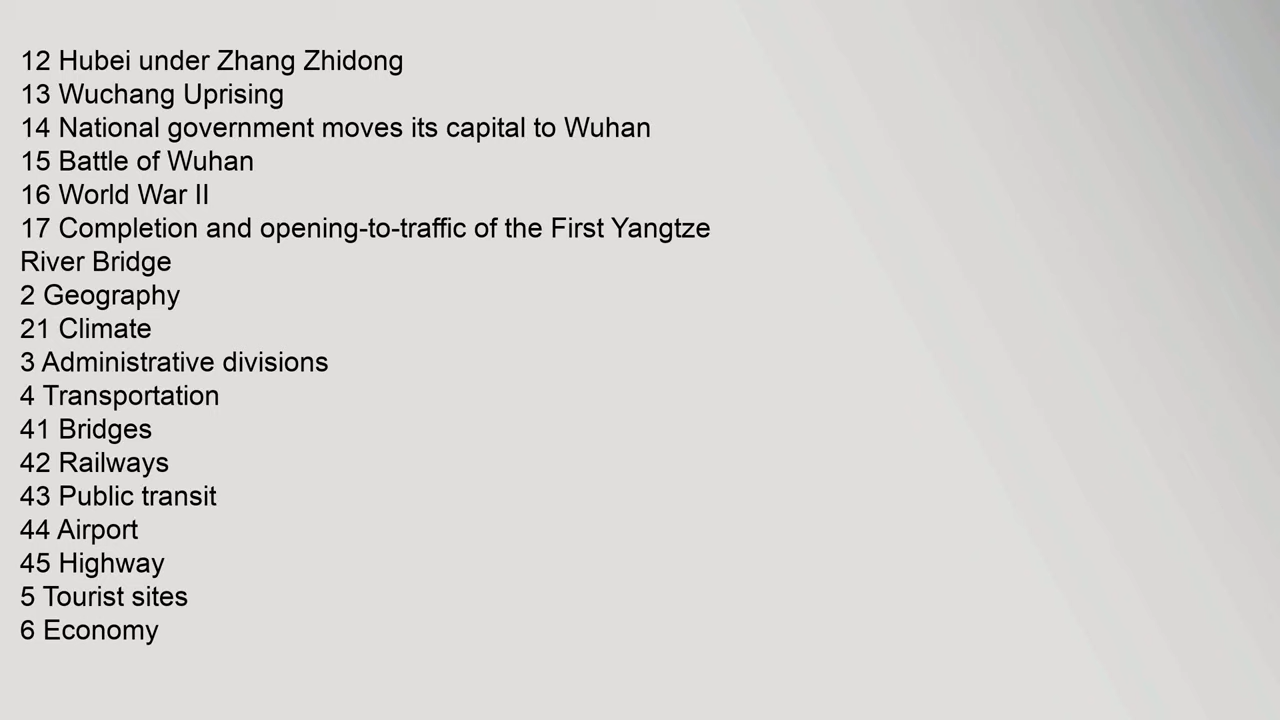 12 Hubei under Zhang Zhidong
13 Wuchang Uprising
14 National government moves its capital to Wuhan
15 Battle of Wuhan
16 World War II
17 Completion and opening-to-traffic of the First Yangtze
River Bridge
2 Geography
21 Climate
3 Administrative divisions
4 Transportation
41 Bridges
42 Railways
43 Public transit
44 Airport
45 Highway
5 Tourist sites
6 Economy